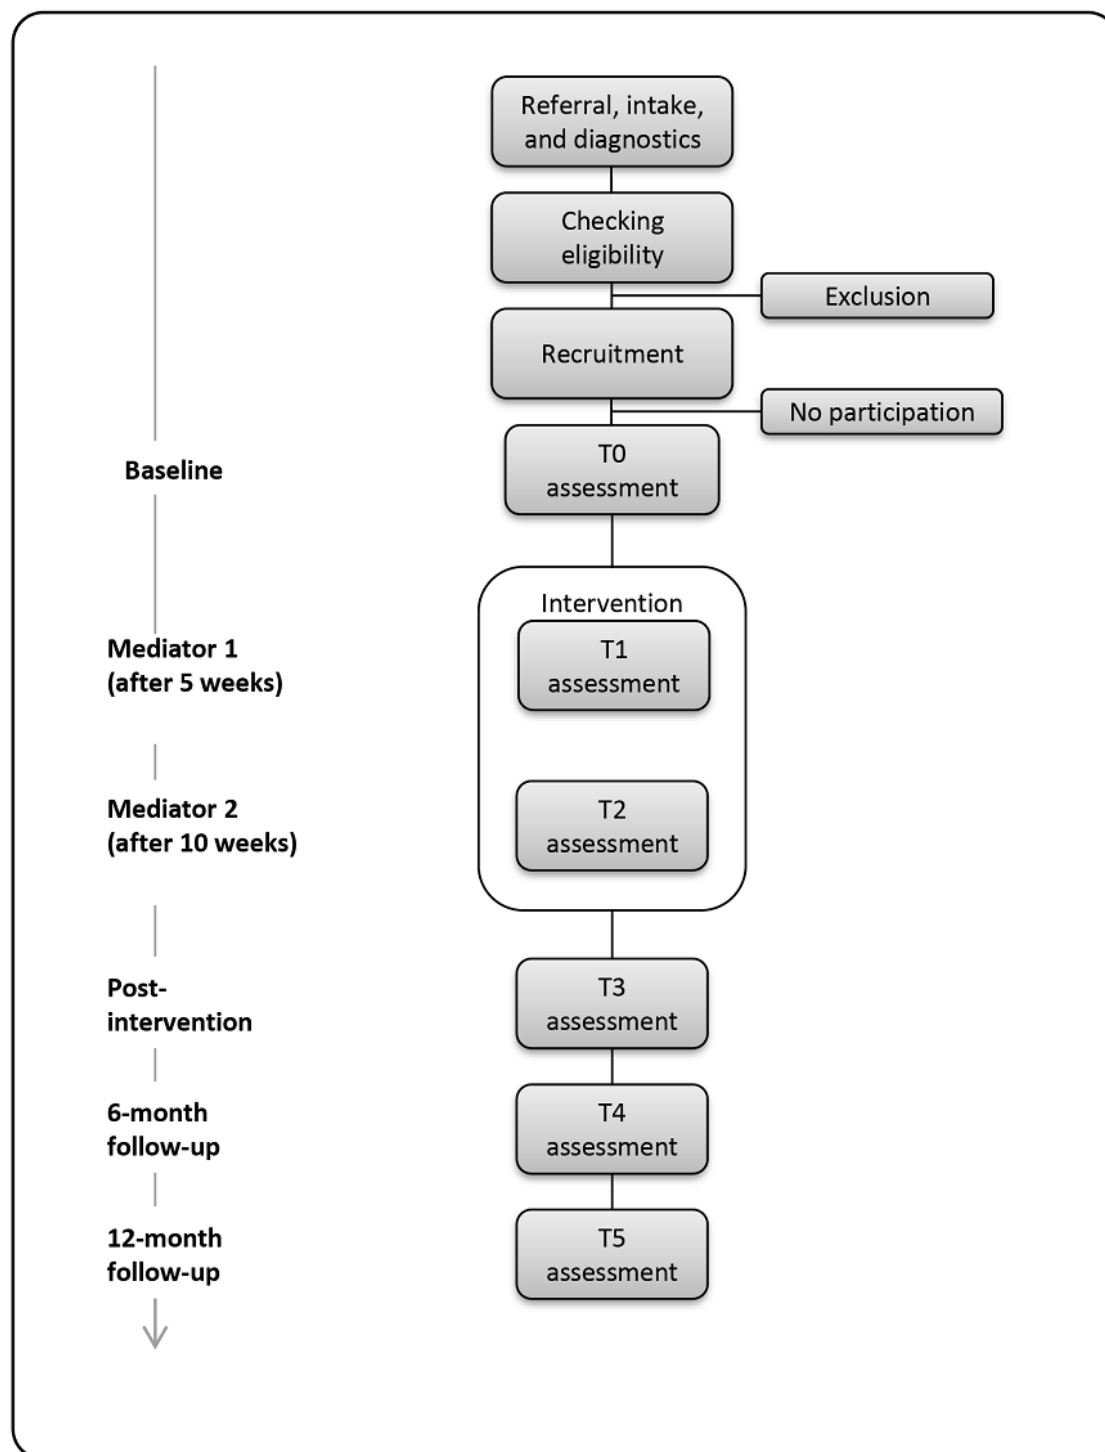 Referral, intake,
and diagnostics
Checking
eligibility
Exclusion
Recruitment
No participation
Baseline
T0
assessment
Intervention
Mediator 1
(after 5 weeks)
T1
assessment
Mediator 2
(after 10 weeks)
T2
assessment
Post-
intervention
T3
assessment
6-month
follow-up
T4
assessment
12-month
follow-up
T5
assessment